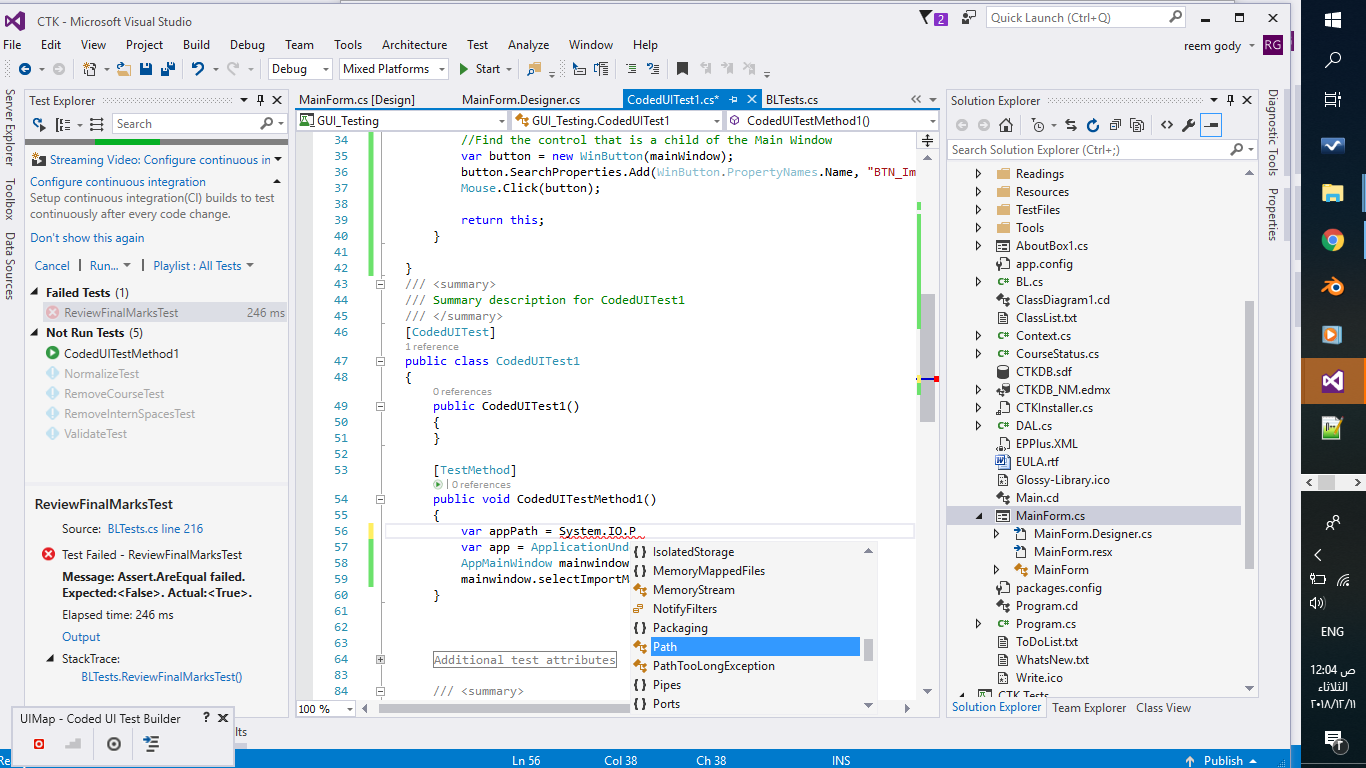 CTK - Microsoft Visual Studio
2
Quick Launch (Ctrl+Q)
File Edit View Project Build Debug Team Tools Architecture Test Analyze Window Help
reem gody RG
Debug Mixed Platforms Start
Server Explorer
Toolbox
Data Sources
Test Explorer
Search
Streaming Video: Configure continuous in
Configure continuous integration
Setup continuous integration(CI) builds to test
continuously after every code change.
Don't show this again
Cancel | Run... | Playlist : All Tests
Failed Tests (1)
ReviewFinalMarksTest 246 ms
Not Run Tests (5)
CodedUITestMethod1
NormalizeTest
RemoveCourseTest
RemoveInternSpacesTest
ValidateTest
ReviewFinalMarksTest
Source: BLTests.cs line 216
Test Failed - ReviewFinalMarksTest
Message: Assert.AreEqual failed.
Expected:<False>. Actual:<True>.
Elapsed time: 246 ms
Output
StackTrace:
BLTests.ReviewFinalMarksTest()
UIMap - Coded UI Test Builder ?
lts
MainForm.cs [Design] MainForm.Designer.cs CodedUITest1.cs* BLTests.cs
GUI_Testing GUI_Testing.CodedUITest1 CodedUITestMethod1()
34 //Find the control that is a child of the Main Window
35 var button = new WinButton(mainWindow);
36 button.SearchProperties.Add(WinButton.PropertyNames.Name, "BTN_Im
37 Mouse.Click(button);
38
39 return this;
40 }
41
42 }
43 /// <summary>
44 /// Summary description for CodedUITest1
45 /// </summary>
46 [CodedUITest]
1 reference
47 public class CodedUITest1
48 {
0 references
49 public CodedUITest1()
50 {
51 }
52
53 [TestMethod]
| 0 references
54 public void CodedUITestMethod1()
55 {
56 var appPath = System.IO.P
57 var app = ApplicationUnd
58 AppMainWindow mainwindow
59 mainwindow.selectImportM
60 }
61
62
63
64 Additional test attributes
83
84 /// <summary>
IsolatedStorage
MemoryMappedFiles
MemoryStream
NotifyFilters
Packaging
Path
PathTooLongException
Pipes
Ports
100 %
Solution Explorer
Search Solution Explorer (Ctrl+;)
Readings
Resources
TestFiles
Tools
AboutBox1.cs
app.config
BL.cs
ClassDiagram1.cd
ClassList.txt
Context.cs
CourseStatus.cs
CTKDB.sdf
CTKDB_NM.edmx
CTKInstaller.cs
DAL.cs
EPPlus.XML
EULA.rtf
Glossy-Library.ico
Main.cd
MainForm.cs
MainForm.Designer.cs
MainForm.resx
MainForm
packages.config
Program.cd
Program.cs
ToDoList.txt
WhatsNew.txt
Write.ico
CTK Tests
Solution Explorer Team Explorer Class View
Diagnostic Tools
Properties
Re Ln 56 Col 38 Ch 38 INS Publish
ENG
12:04 ص
الثلاثاء
٢٠١٨/١٢/١١